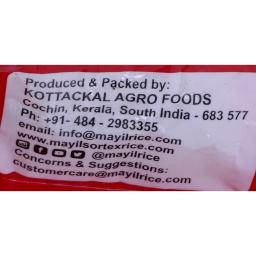 Produced & Packed by:
KOTTACKAL AGRO FOODS
Cochin, Kerala, South India - 683 577
Ph: +91- 484 - 2983355
email: info@mayilrice.com
www.mayilsortexrice.com
@mayilrice
Concerns & Suggestions:
customercare@mayilrice.com